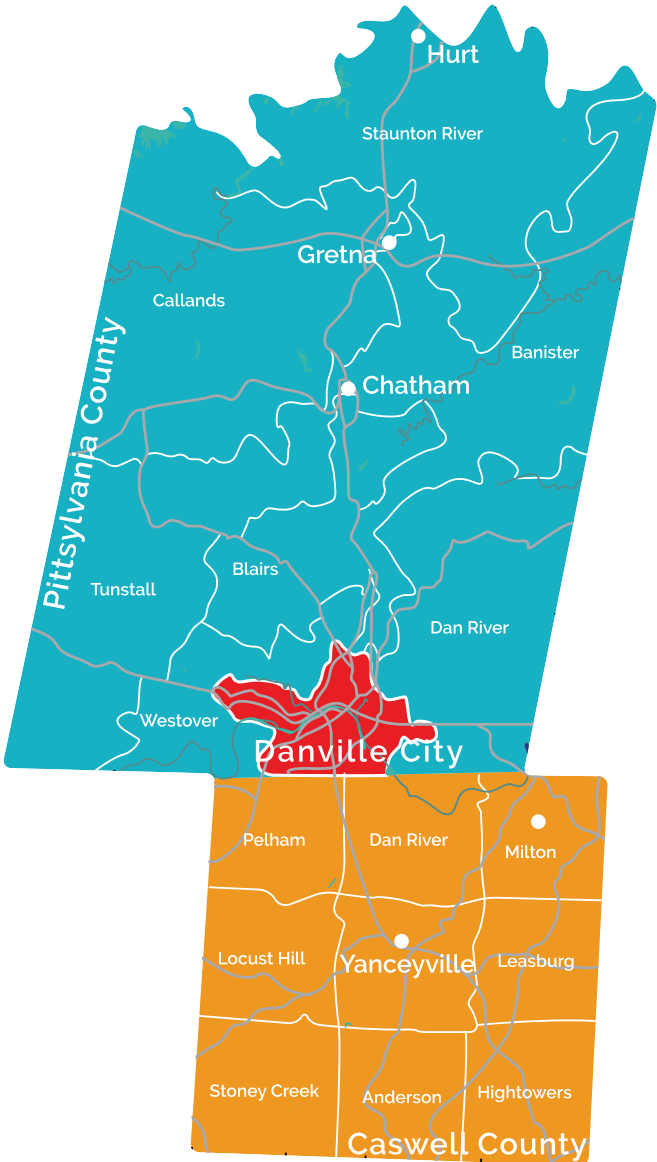 Hurt
Staunton River
Gretna
Callands
Pittsylvania County
Banister
Chatham
Blairs
Tunstall
Dan River
Westover
Danville City
Pelham
Dan River
Milton
Locust Hill
Yanceyville
Leasburg
Stoney Creek
Anderson
Hightowers
Caswell County